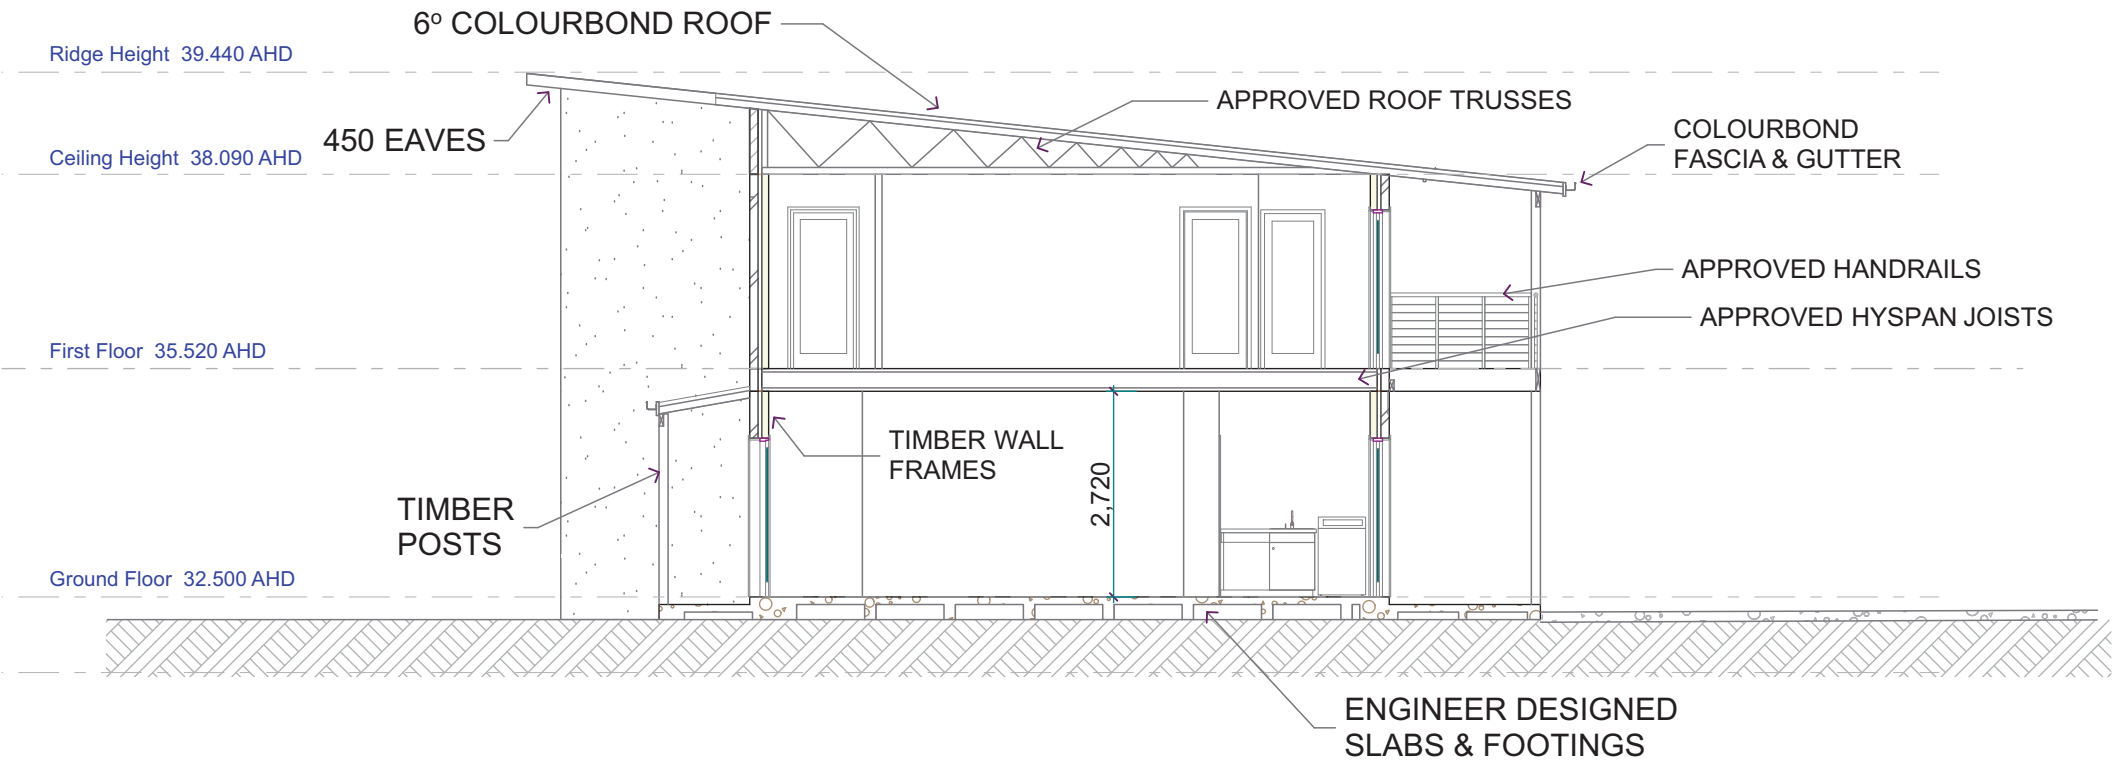 6º COLOURBOND ROOF
Ridge Height 39.440 AHD
APPROVED ROOF TRUSSES
450 EAVES
COLOURBOND
FASCIA & GUTTER
Ceiling Height 38.090 AHD
APPROVED HANDRAILS
APPROVED HYSPAN JOISTS
First Floor 35.520 AHD
TIMBER WALL
FRAMES
2,720
TIMBER
POSTS
Ground Floor 32.500 AHD
ENGINEER DESIGNED
SLABS & FOOTINGS